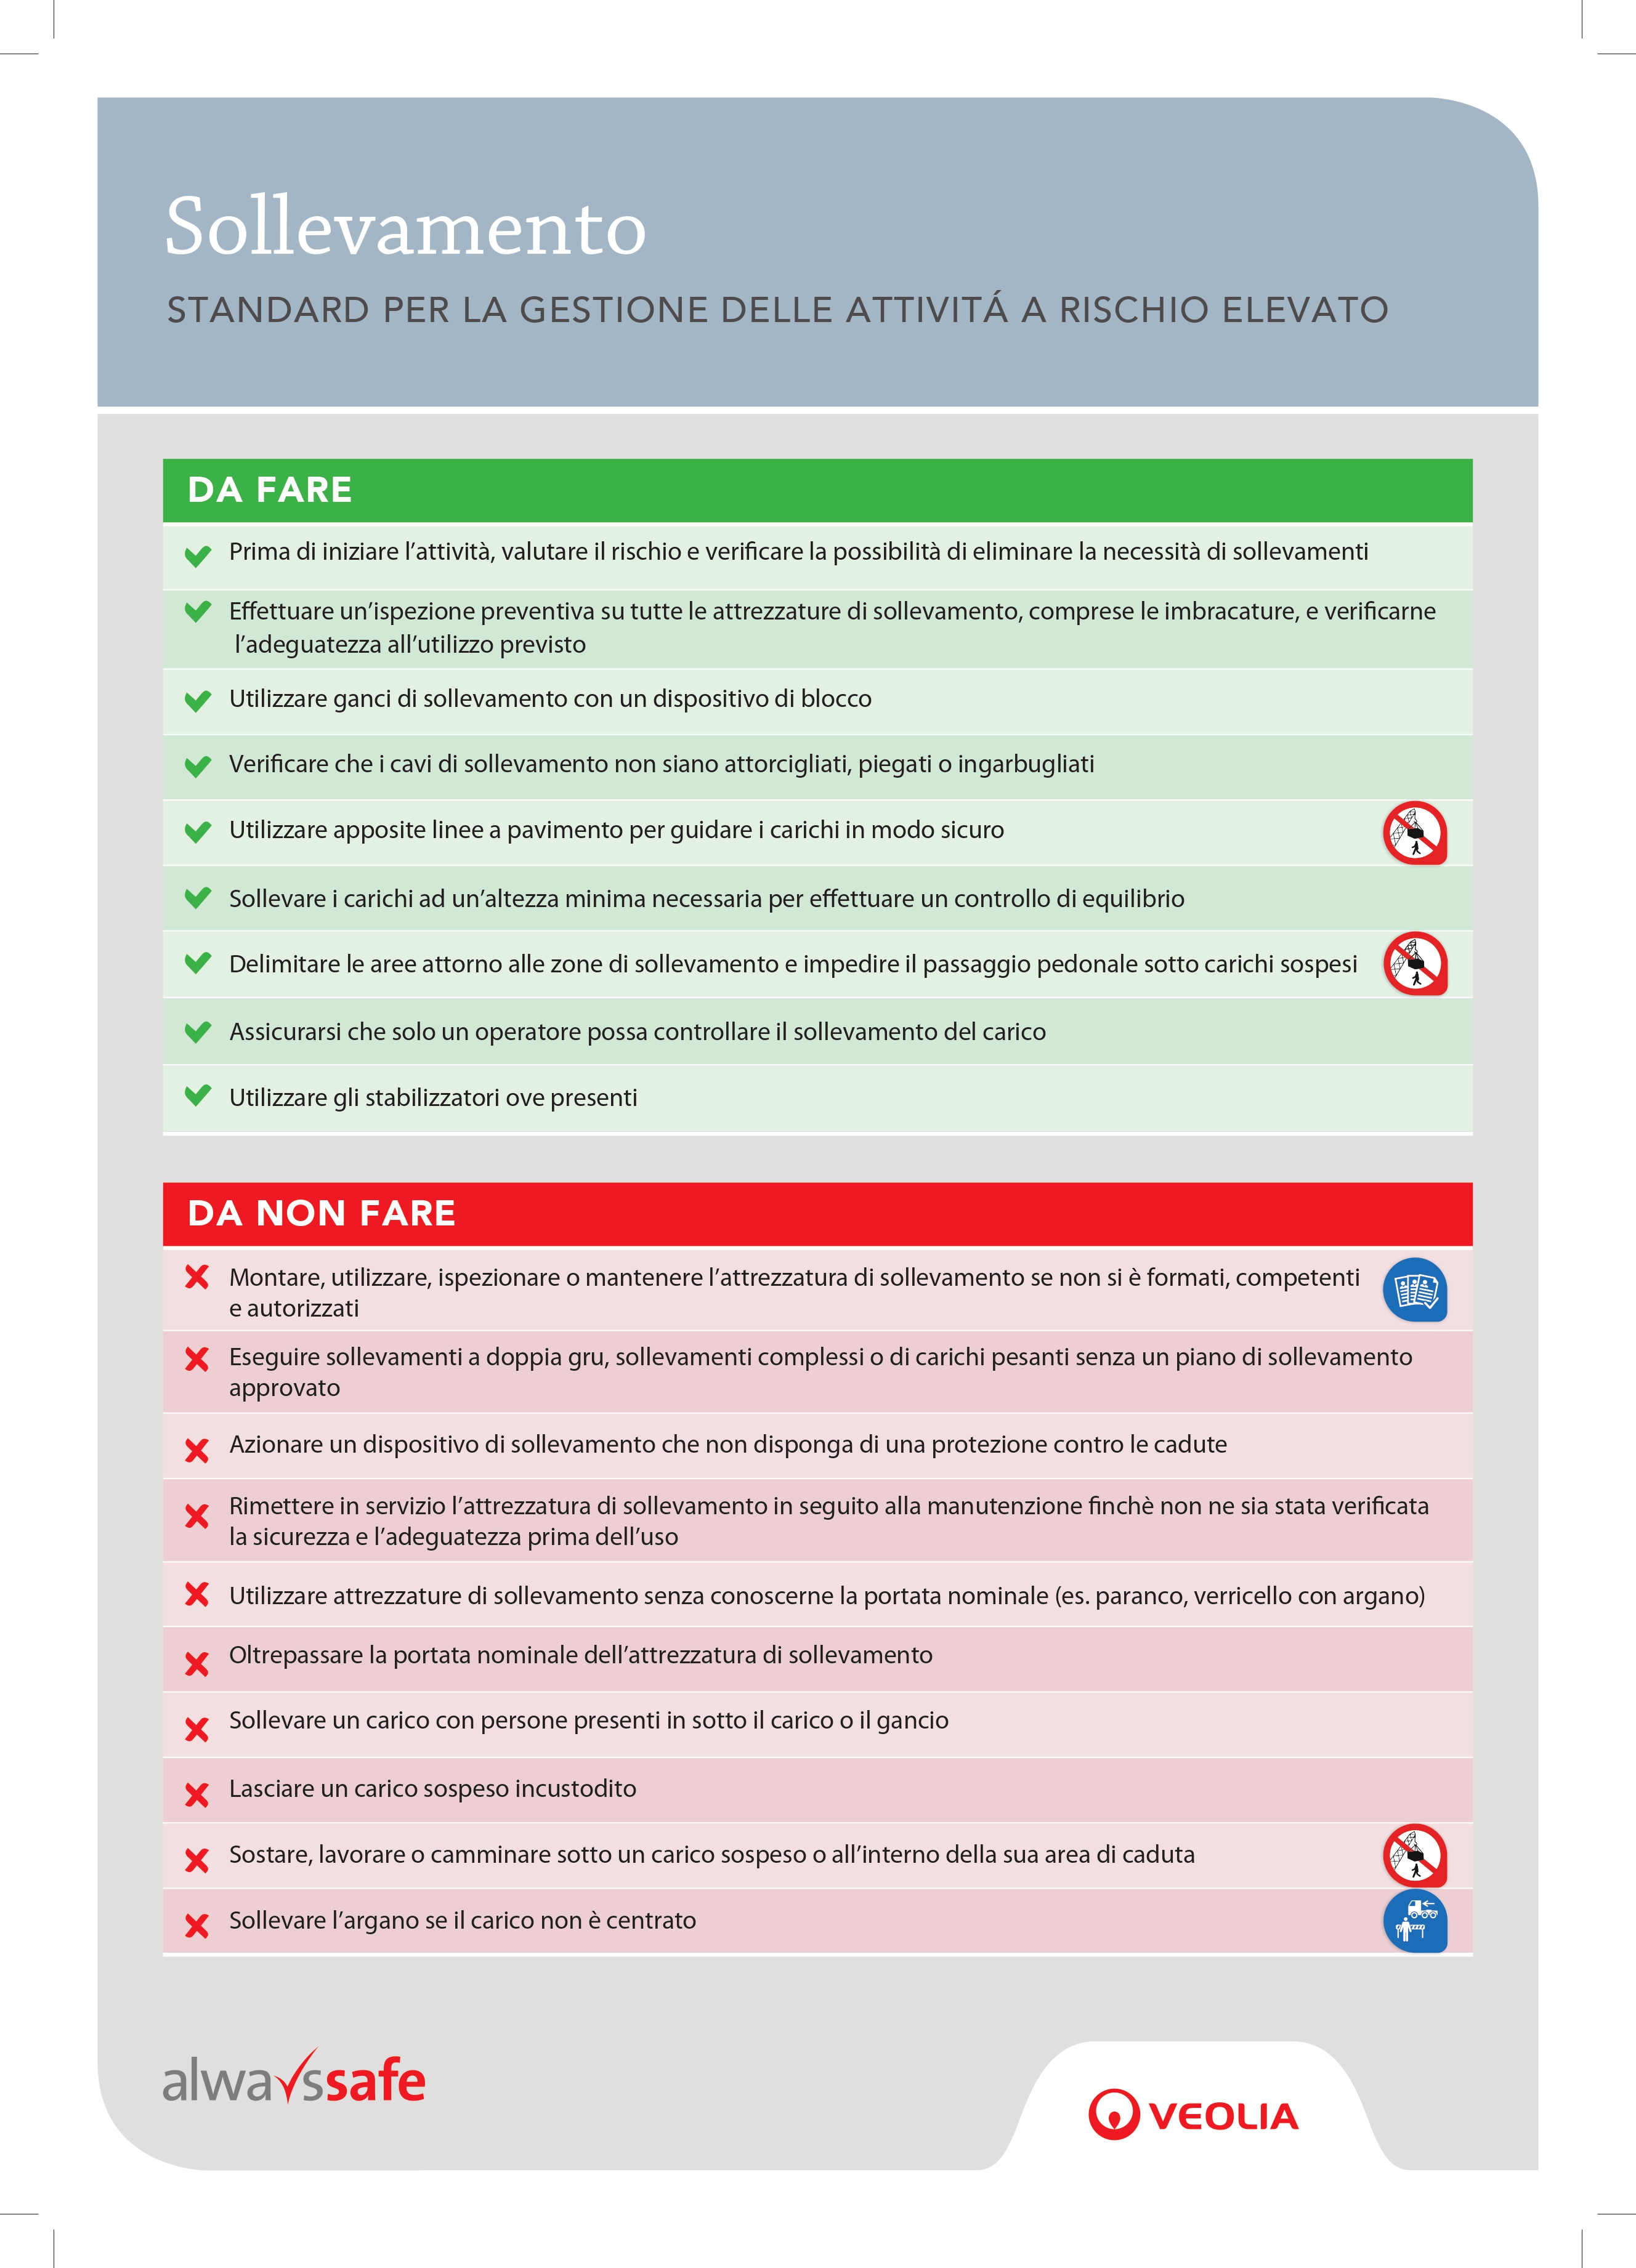 Sollevamento
STANDARD PER LA GESTIONE DELLE ATTIVITÁ A RISCHIO ELEVATO
DA FARE
Prima di iniziare l’attività, valutare il rischio e verificare la possibilità di eliminare la necessità di sollevamenti
Effettuare un’ispezione preventiva su tutte le attrezzature di sollevamento, comprese le imbracature, e verificarne
l’adeguatezza all’utilizzo previsto
Utilizzare ganci di sollevamento con un dispositivo di blocco
Verificare che i cavi di sollevamento non siano attorcigliati, piegati o ingarbugliati
Utilizzare apposite linee a pavimento per guidare i carichi in modo sicuro
Sollevare i carichi ad un’altezza minima necessaria per effettuare un controllo di equilibrio
Delimitare le aree attorno alle zone di sollevamento e impedire il passaggio pedonale sotto carichi sospesi
Assicurarsi che solo un operatore possa controllare il sollevamento del carico
Utilizzare gli stabilizzatori ove presenti
DA NON FARE
Montare, utilizzare, ispezionare o mantenere l’attrezzatura di sollevamento se non si è formati, competenti
e autorizzati
Eseguire sollevamenti a doppia gru, sollevamenti complessi o di carichi pesanti senza un piano di sollevamento
approvato
Azionare un dispositivo di sollevamento che non disponga di una protezione contro le cadute
Rimettere in servizio l’attrezzatura di sollevamento in seguito alla manutenzione finchè non ne sia stata verificata
la sicurezza e l’adeguatezza prima dell’uso
Utilizzare attrezzature di sollevamento senza conoscerne la portata nominale (es. paranco, verricello con argano)
Oltrepassare la portata nominale dell’attrezzatura di sollevamento
Sollevare un carico con persone presenti in sotto il carico o il gancio
Lasciare un carico sospeso incustodito
Sostare, lavorare o camminare sotto un carico sospeso o all’interno della sua area di caduta
Sollevare l’argano se il carico non è centrato
alwayssafe
VEOLIA